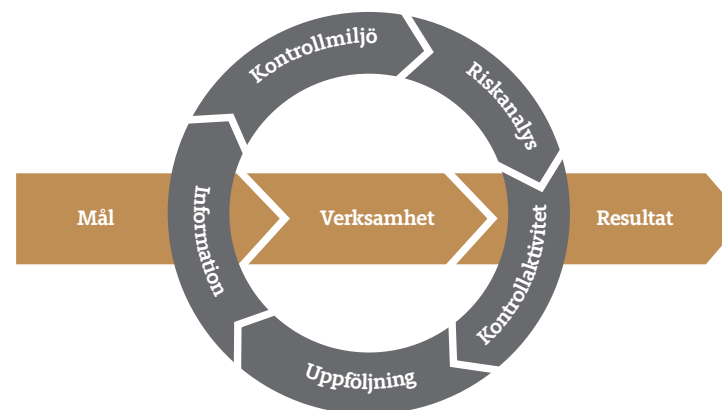 Kontrollmiljö
Riskanalys
Mål
Information
Verksamhet
Kontrollaktivitet
Resultat
Uppföljning